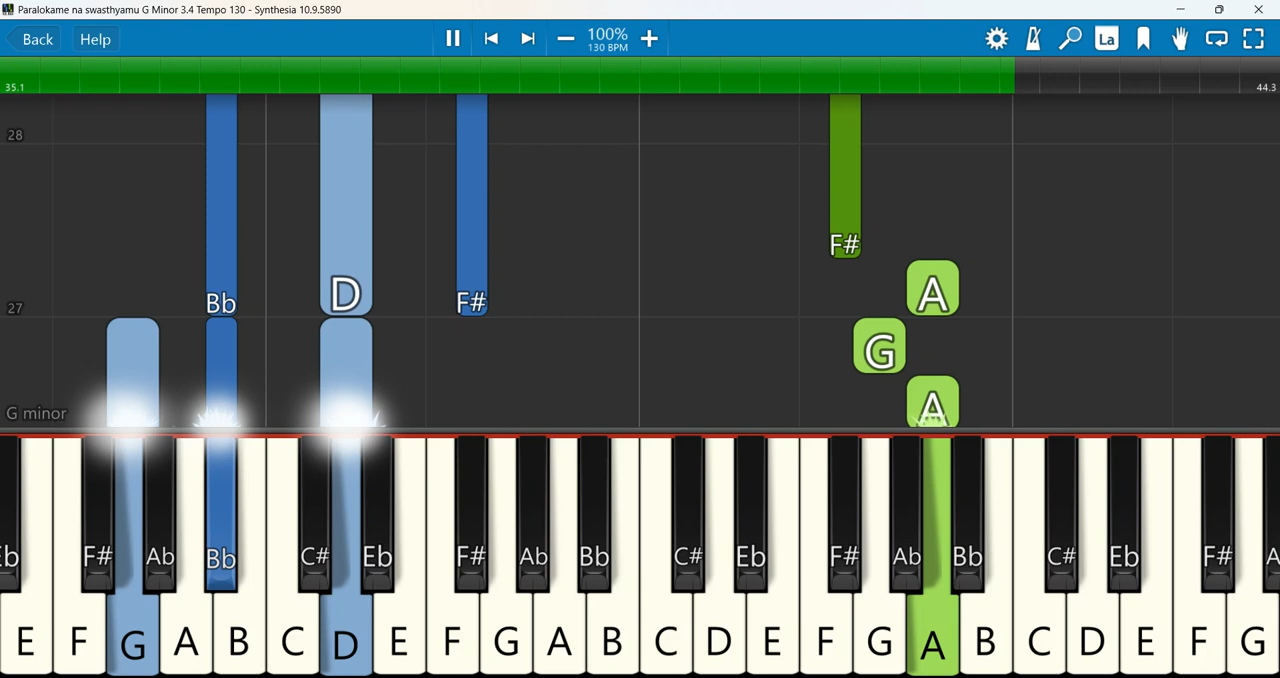 Paralokame na swasthyamu G Minor 3.4 Tempo 130 - Synthesia 10.9.5890
Back Help 100% La
130 BPM
35.1 44.3
28
F#
Bb D F# A
27
G
G minor A
Eb F# Ab Bb C# Eb F# Ab Bb C# Eb F# Ab Bb C# Eb F# A
E F G A B C D E F G A B C D E F G A B C D E F G